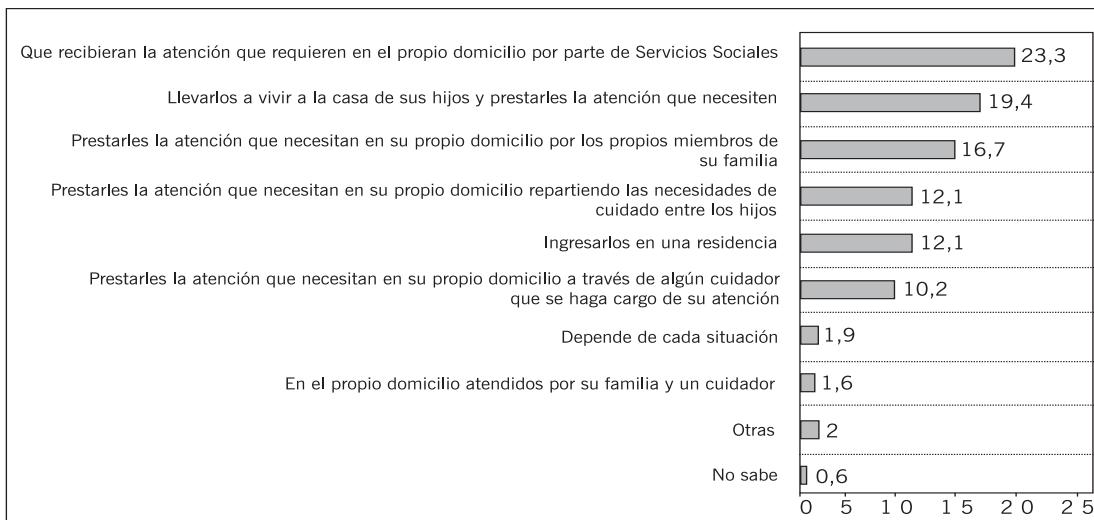 Que recibieran la atención que requieren en el propio domicilio por parte de Servicios Sociales
23,3
Llevarlos a vivir a la casa de sus hijos y prestarles la atención que necesiten
19,4
Prestarles la atención que necesitan en su propio domicilio por los propios miembros de
su familia
16,7
Prestarles la atención que necesitan en su propio domicilio repartiendo las necesidades de
cuidado entre los hijos
12,1
Ingresarlos en una residencia
12,1
Prestarles la atención que necesitan en su propio domicilio a través de algún cuidador
que se haga cargo de su atención
10,2
Depende de cada situación
1,9
En el propio domicilio atendidos por su familia y un cuidador
1,6
Otras
2
No sabe
0,6
0 5 10 15 20 25